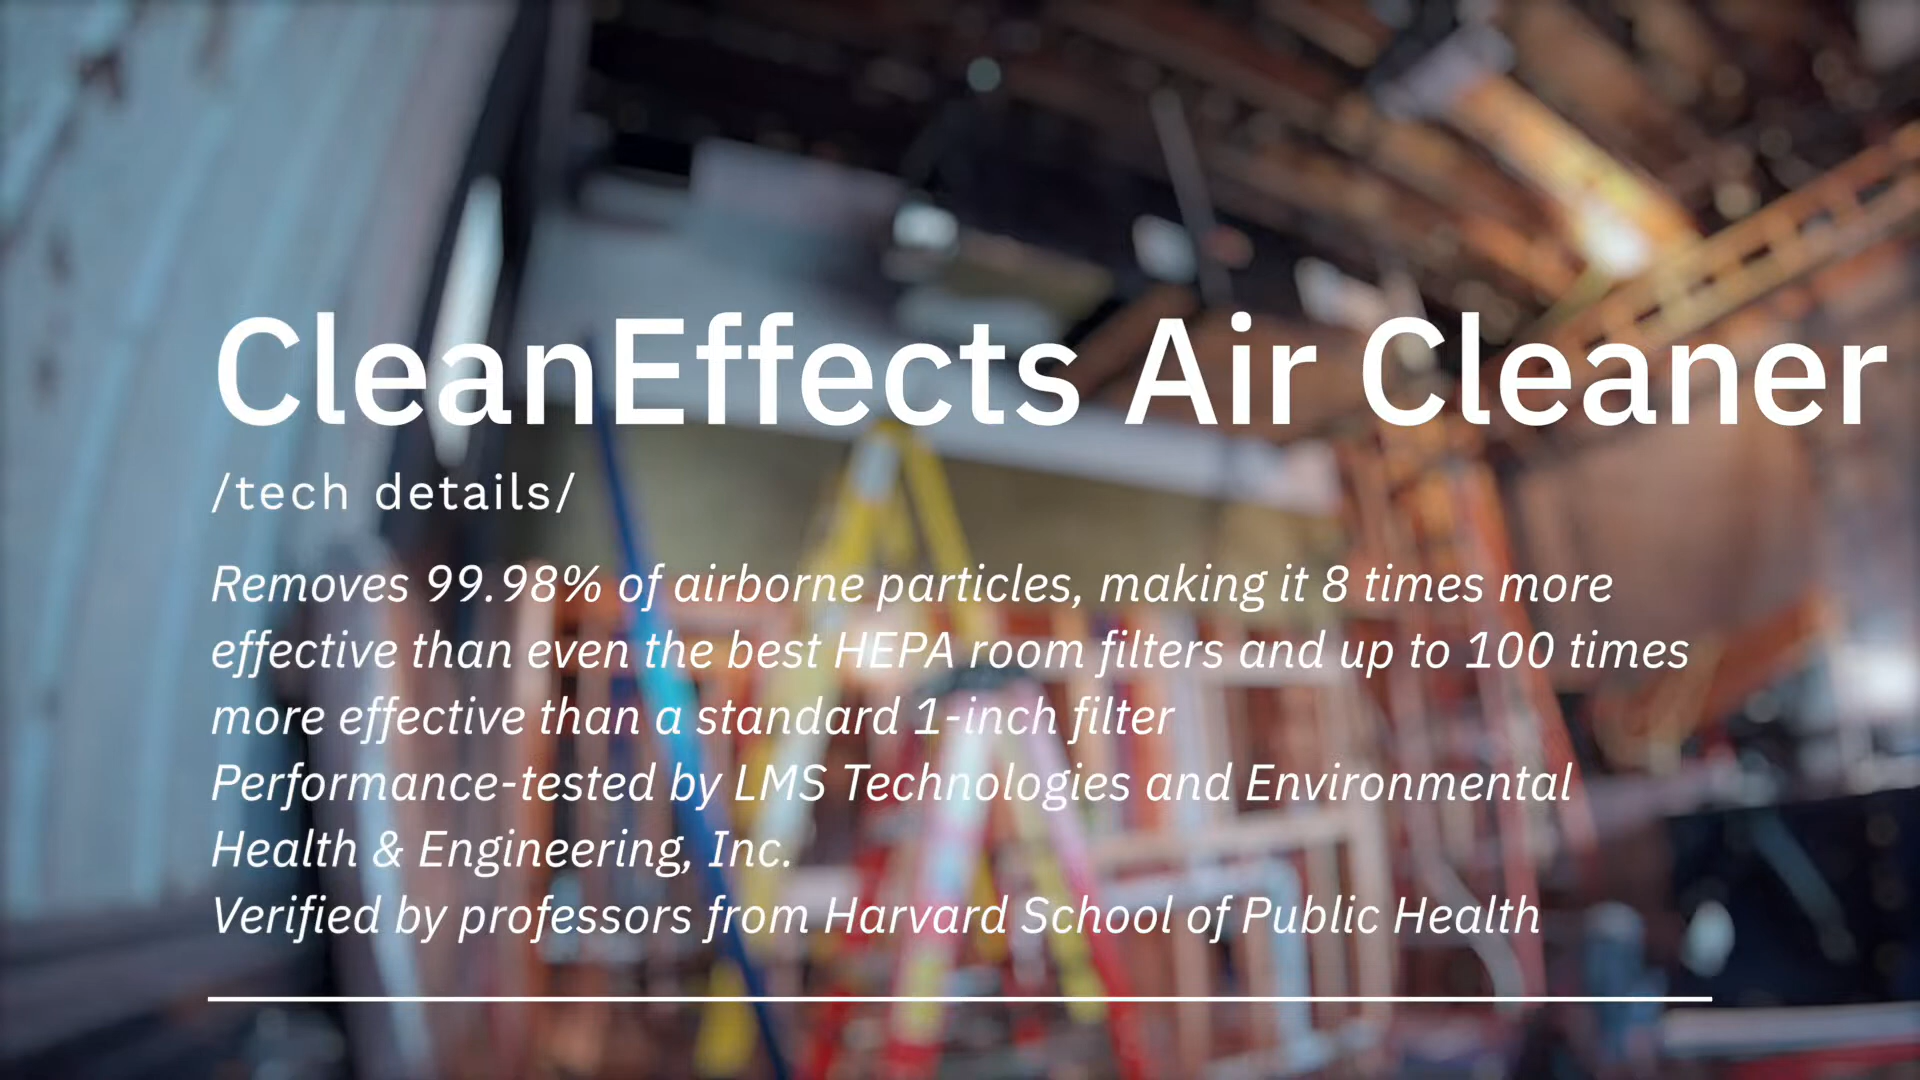 CleanEffects Air Cleaner
/tech details/
Removes 99.98% of airborne particles, making it 8 times more
effective than even the best HEPA room filters and up to 100 times
more effective than a standard 1-inch filter
Performance-tested by LMS Technologies and Environmental
Health & Engineering, Inc.
Verified by professors from Harvard School of Public Health